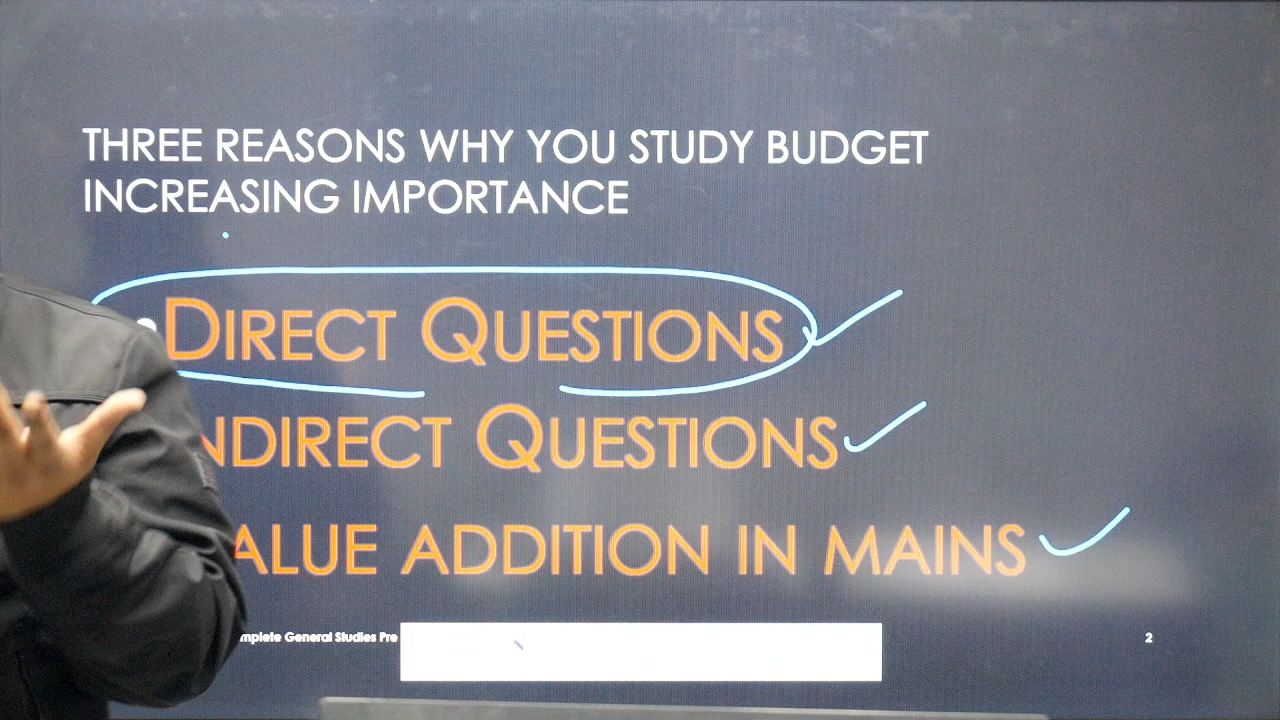 THREE REASONS WHY YOU STUDY BUDGET
INCREASING IMPORTANCE
DIRECT QUESTIONS
NDIRECT QUESTIONS
ALUE ADDITION IN MAINS
mplete General Studies Pre
2